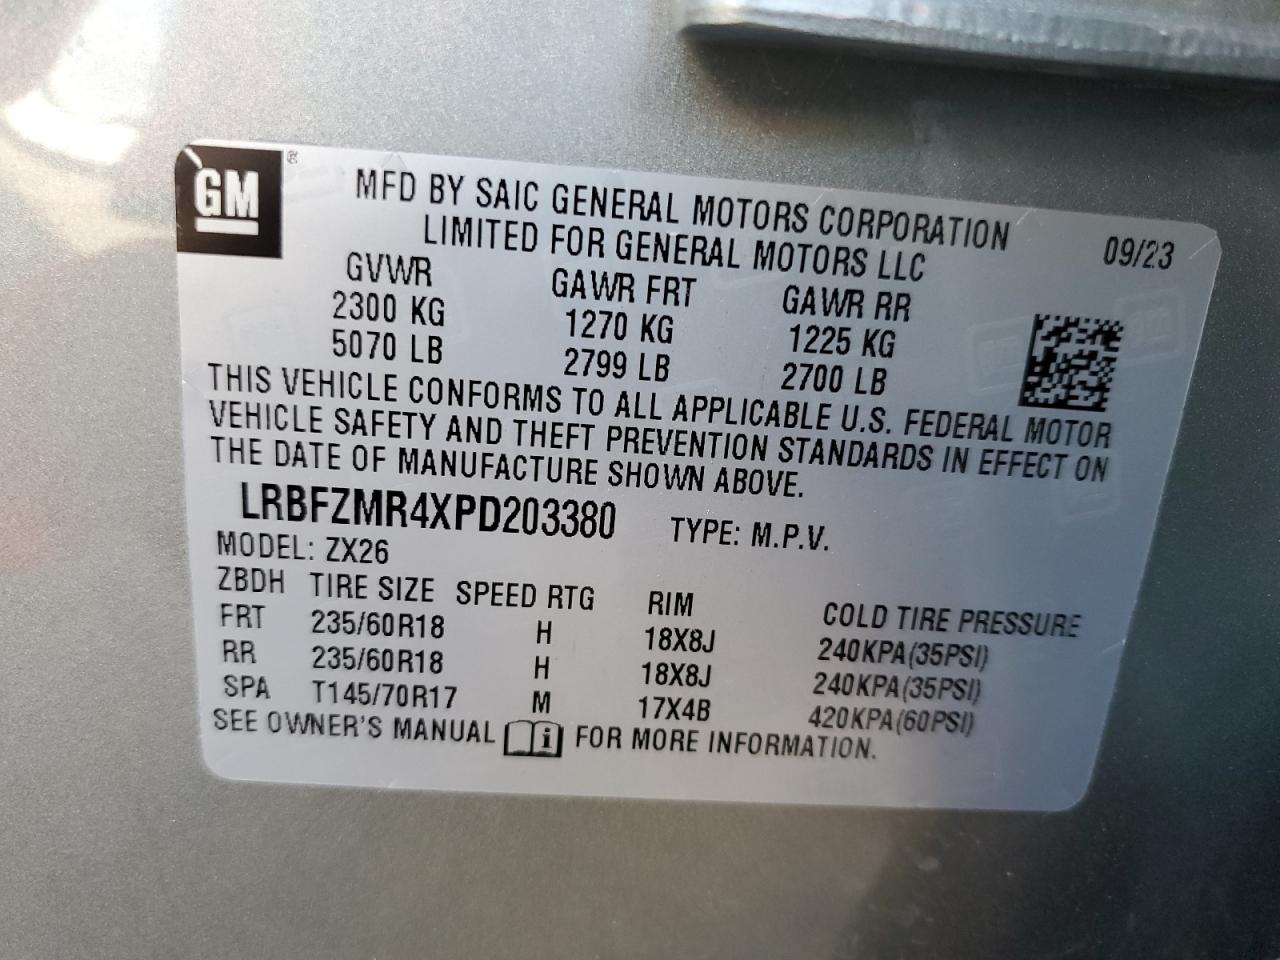 GM ®
MFD BY SAIC GENERAL MOTORS CORPORATION
LIMITED FOR GENERAL MOTORS LLC
09/23
GVWR GAWR FRT GAWR RR
2300 KG 1270 KG 1225 KG
5070 LB 2799 LB 2700 LB
THIS VEHICLE CONFORMS TO ALL APPLICABLE U.S. FEDERAL MOTOR
VEHICLE SAFETY AND THEFT PREVENTION STANDARDS IN EFFECT ON
THE DATE OF MANUFACTURE SHOWN ABOVE.
LRBFZMR4XPD203380 TYPE: M.P.V.
MODEL: ZX26
ZBDH TIRE SIZE SPEED RTG RIM COLD TIRE PRESSURE
FRT 235/60R18 H 18X8J 240KPA(35PSI)
RR 235/60R18 H 18X8J 240KPA(35PSI)
SPA T145/70R17 M 17X4B 420KPA(60PSI)
SEE OWNER'S MANUAL i FOR MORE INFORMATION.